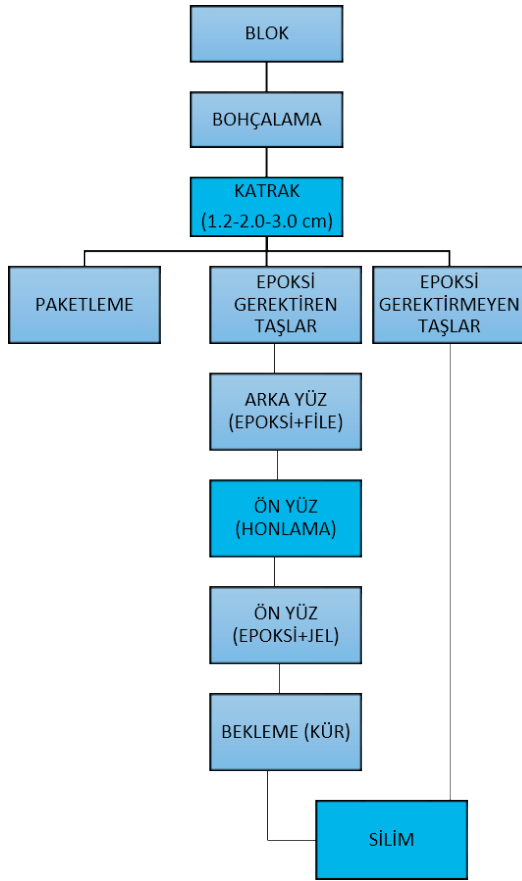 BLOK
BOHÇALAMA
KATRAK
(1.2-2.0-3.0 cm)
PAKETLEME
EPOKSİ
GEREKTİREN
TAŞLAR
EPOKSİ
GEREKTİRMEYEN
TAŞLAR
ARKA YÜZ
(EPOKSİ+FİLE)
ÖN YÜZ
(HONLAMA)
ÖN YÜZ
(EPOKSİ+JEL)
BEKLEME (KÜR)
SİLİM